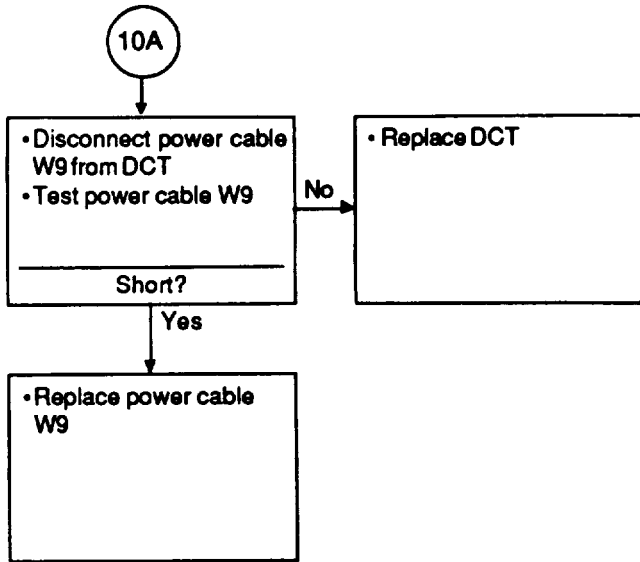 10A
• Disconnect power cable
W9 from DCT
• Test power cable W9
Short?
No
• Replace DCT
Yes
• Replace power cable
W9